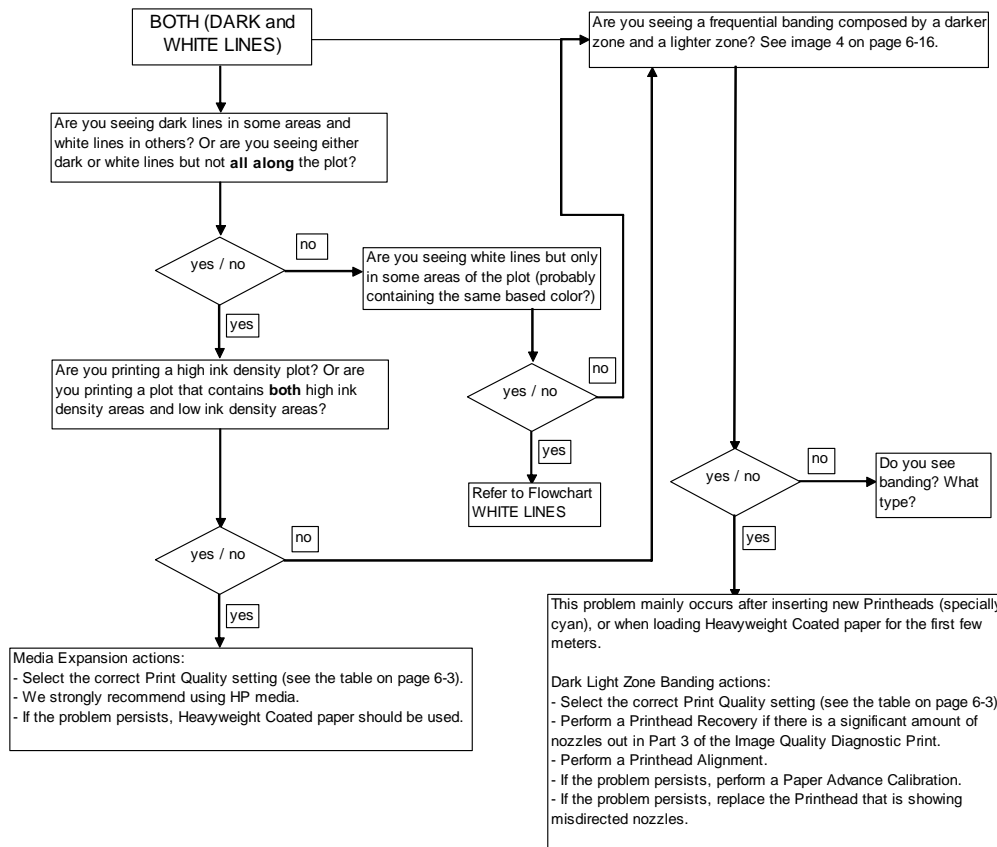 BOTH (DARK and
WHITE LINES)
Are you seeing a frequential banding composed by a darker
zone and a lighter zone? See image 4 on page 6-16.
Are you seeing dark lines in some areas and
white lines in others? Or are you seeing either
dark or white lines but not all along the plot?
yes / no
no
Are you seeing white lines but only
in some areas of the plot (probably
containing the same based color?)
yes
Are you printing a high ink density plot? Or are
you printing a plot that contains both high ink
density areas and low ink density areas?
yes / no
no
yes
Refer to Flowchart
WHITE LINES
yes / no
no
Do you see
banding? What
type?
yes
yes / no
no
yes
Media Expansion actions:
- Select the correct Print Quality setting (see the table on page 6-3).
- We strongly recommend using HP media.
- If the problem persists, Heavyweight Coated paper should be used.
This problem mainly occurs after inserting new Printheads (specially
cyan), or when loading Heavyweight Coated paper for the first few
meters.
Dark Light Zone Banding actions:
- Select the correct Print Quality setting (see the table on page 6-3)
- Perform a Printhead Recovery if there is a significant amount of
nozzles out in Part 3 of the Image Quality Diagnostic Print.
- Perform a Printhead Alignment.
- If the problem persists, perform a Paper Advance Calibration.
- If the problem persists, replace the Printhead that is showing
misdirected nozzles.